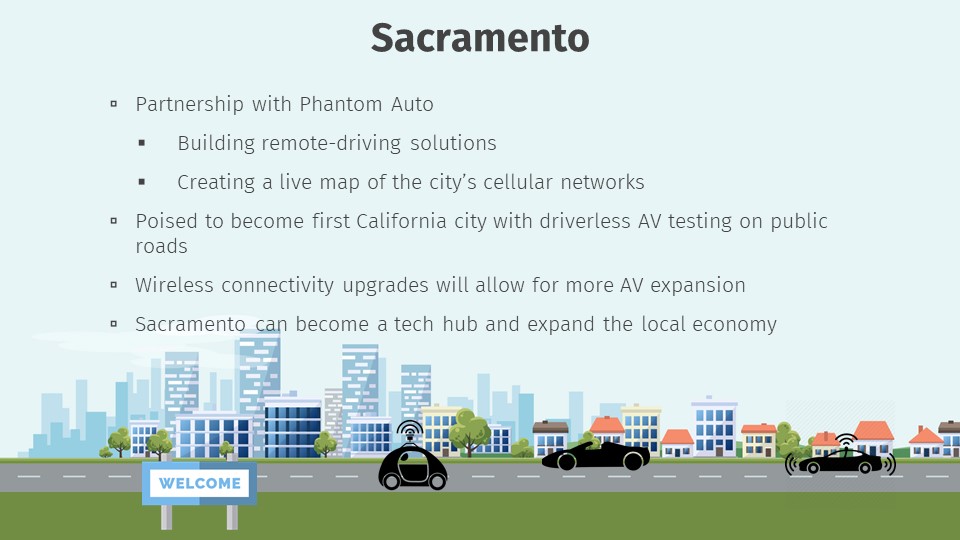 Sacramento
Partnership with Phantom Auto
Building remote-driving solutions
Creating a live map of the city’s cellular networks
Poised to become first California city with driverless AV testing on public
roads
Wireless connectivity upgrades will allow for more AV expansion
Sacramento can become a tech hub and expand the local economy
WELCOME